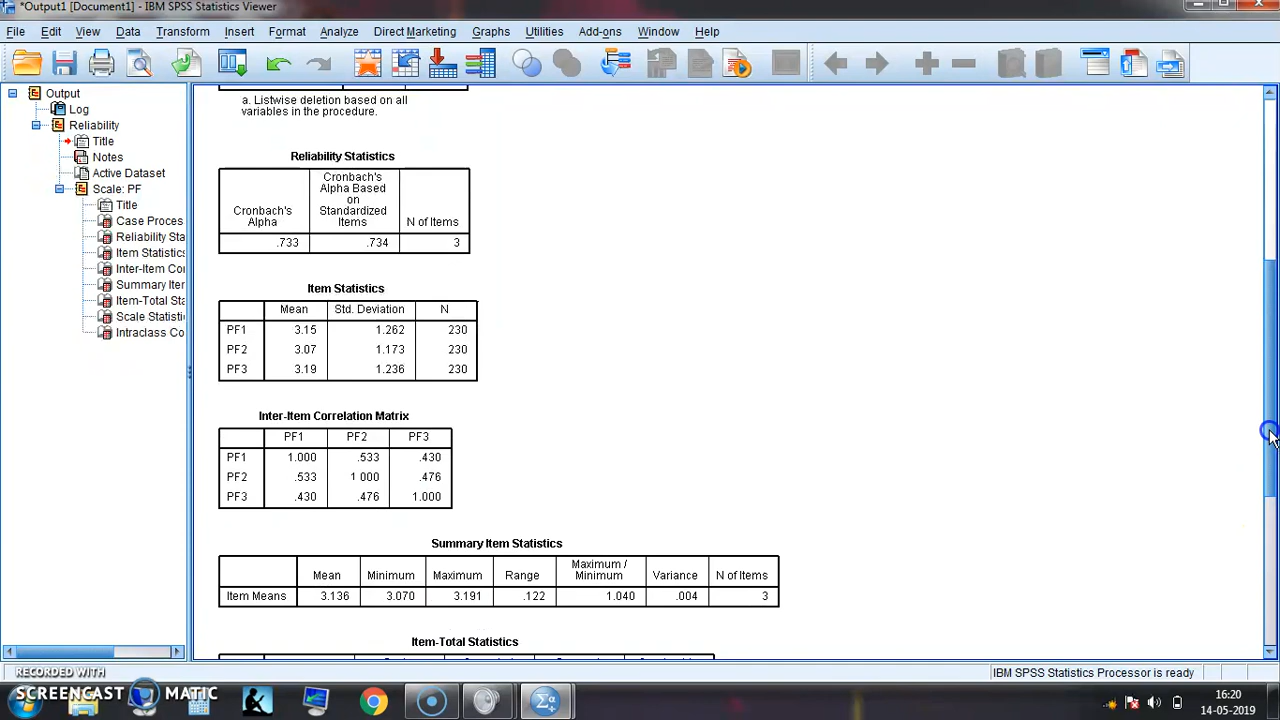 *Output1 [Document1] - IBM SPSS Statistics Viewer
File Edit View Data Transform Insert Format Analyze Direct Marketing Graphs Utilities Add-ons Window Help
Output
Log
Reliability
Title
Notes
Active Dataset
Scale: PF
Title
Case Proces
Reliability Sta
Item Statistics
Inter-Item Co
Summary Iter
Item-Total Sta
Scale Statisti
Intraclass Co
a. Listwise deletion based on all
variables in the procedure.
Reliability Statistics
Cronbach's
Alpha
Cronbach's
Alpha Based
on
Standardized
Items
N of Items
.733 .734 3
Item Statistics
Mean Std. Deviation N
PF1 3.15 1.262 230
PF2 3.07 1.173 230
PF3 3.19 1.236 230
Inter-Item Correlation Matrix
PF1 PF2 PF3
PF1 1.000 .533 .430
PF2 .533 1 000 .476
PF3 .430 .476 1.000
Summary Item Statistics
Mean Minimum Maximum Range Maximum / Minimum Variance N of Items
Item Means 3.136 3.070 3.191 .122 1.040 .004 3
Item-Total Statistics
IBM SPSS Statistics Processor is ready
RECORDED WITH
SCREENCAST MATIC
16:20
14-05-2019